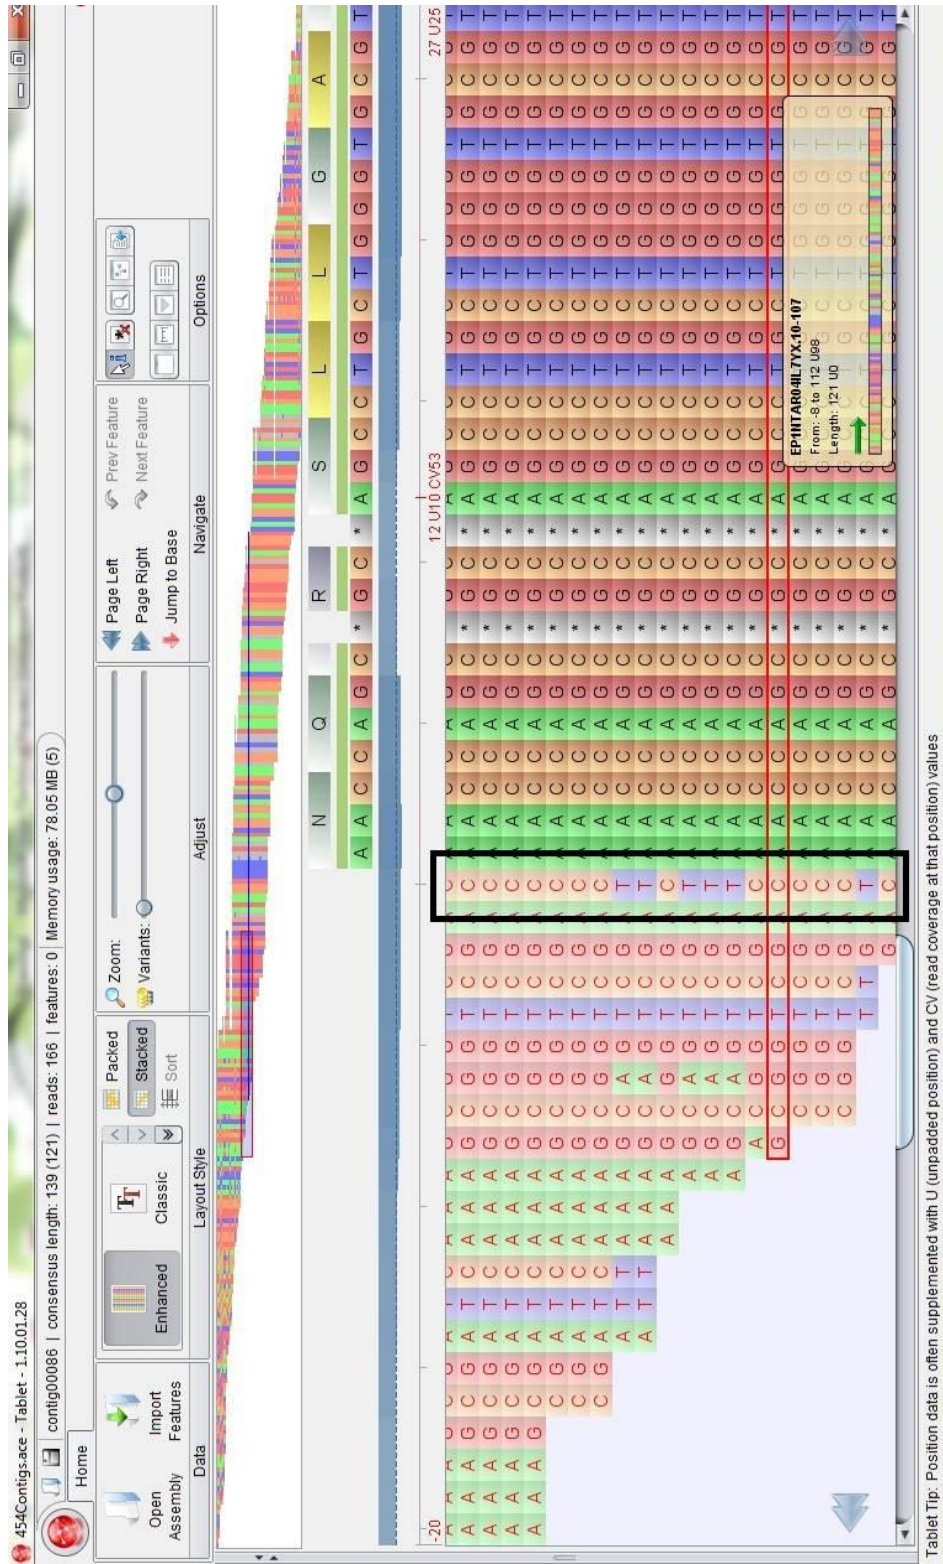 454Contigs.ace - Tablet - 1.10.01.28
contig00086 | consensus length: 139 (121) | reads: 166 | features: 0 Memory usage: 78.05 MB (5)
Home
Open Assembly
Import Features
Data
Enhanced
Classic
Packed
Stacked
Sort
Layout Style
Zoom:
Variants:
Adjust
Page Left
Page Right
Jump to Base
Prev Feature
Next Feature
Navigate
Options
N Q R S L L G A
A A C C A G C * G C * A G C C T G C T G G G T G C G T
-20 12 U10 CV53 27 U25
A A A G C G A T C A A A G C G G T C G A C A A C C A G C * G C * A G C C T G C T G G G T G C G T
A A A G C G A T C A A A G C G G T C G A C A A C C A G C * G C * A G C C T G C T G G G T G C G T
A A A G C G A T C A A A G C G G T C G A C A A C C A G C * G C * A G C C T G C T G G G T G C G T
A A A G C G A T C A A A G C G G T C G A C A A C C A G C * G C * A G C C T G C T G G G T G C G T
C G A T C A A A G C G G T C G A C A A C C A G C * G C * A G C C T G C T G G G T G C G T
C G A T C A A A G C G G T C G A C A A C C A G C * G C * A G C C T G C T G G G T G C G T
C G A T C A A A G C G G T C G A C A A C C A G C * G C * A G C C T G C T G G G T G C G T
A T T A A A G C A G T C G A T A A C C A G C * G C * A G C C T G C T G G G T G C G T
A T T A A A G C A G T C G A T A A C C A G C * G C * A G C C T G C T G G G T G C G T
A A A G C G G T C G A C A A C C A G C * G C * A G C C T G C T G G G T G C G T
A G C A G T C G A T A A C C A G C * G C * A G C C T G C T G G G T G C G T
A G C A G T C G A T A A C C A G C * G C * A G C C T G C T G G G T G C G T
A G C A G T C G A T A A C C A G C * G C * A G C C T G C T G G G T G C G T
A C G G T C G A C A A C C A G C * G C * A G C C T G C T G G G T G C G T
G C G G T C G A C A A C C A G C * G C * A G C C T G C T G G G T G C G T
C G G T C G A C A A C C A G C * G C * A G
C G G T C G A C A A C C A G C * G C * A G
C G G T C G A C A A C C A G C * G C * A G
T T G A T A A C C A G C * G C * A G
G A C A A C C A G C * G C * A G
EP1INTAR04IL7YX.10-107
From: -8 to 112 U98
Length: 121 U0
Tablet Tip: Position data is often supplemented with U (unpadded position) and CV (read coverage at that position) values